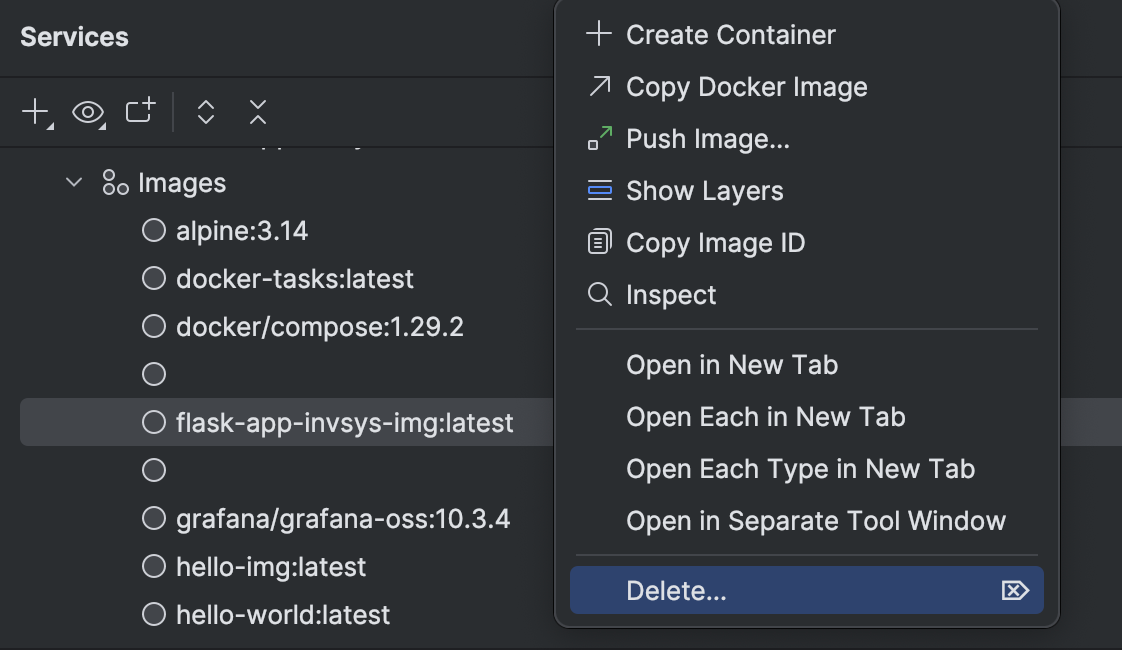 Services
Images
alpine:3.14
docker-tasks:latest
docker/compose:1.29.2
flask-app-invsys-img:latest
grafana/grafana-oss:10.3.4
hello-img:latest
hello-world:latest
Create Container
Copy Docker Image
Push Image...
Show Layers
Copy Image ID
Inspect
Open in New Tab
Open Each in New Tab
Open Each Type in New Tab
Open in Separate Tool Window
Delete...